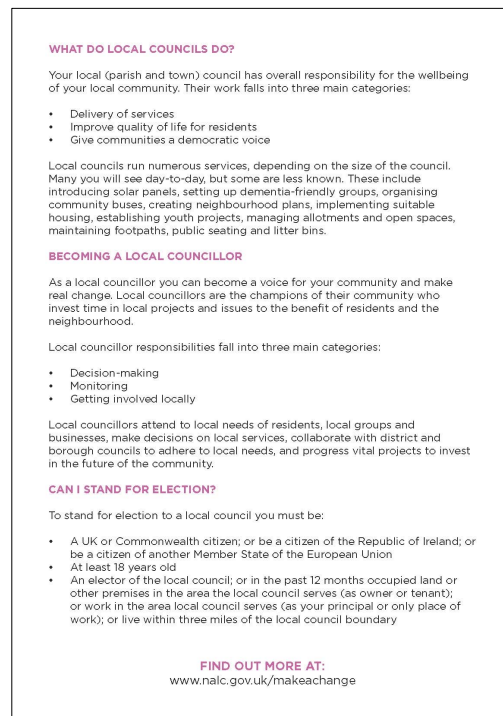 WHAT DO LOCAL COUNCILS DO?
Your local (parish and town) council has overall responsibility for the wellbeing
of your local community. Their work falls into three main categories:
• Delivery of services
• Improve quality of life for residents
• Give communities a democratic voice
Local councils run numerous services, depending on the size of the council.
Many you will see day-to-day, but some are less known. These include
introducing solar panels, setting up dementia-friendly groups, organising
community buses, creating neighbourhood plans, implementing suitable
housing, establishing youth projects, managing allotments and open spaces,
maintaining footpaths, public seating and litter bins.
BECOMING A LOCAL COUNCILLOR
As a local councillor you can become a voice for your community and make
real change. Local councillors are the champions of their community who
invest time in local projects and issues to the benefit of residents and the
neighbourhood.
Local councillor responsibilities fall into three main categories:
• Decision-making
• Monitoring
• Getting involved locally
Local councillors attend to local needs of residents, local groups and
businesses, make decisions on local services, collaborate with district and
borough councils to adhere to local needs, and progress vital projects to invest
in the future of the community.
CAN I STAND FOR ELECTION?
To stand for election to a local council you must be:
• A UK or Commonwealth citizen; or be a citizen of the Republic of Ireland; or
be a citizen of another Member State of the European Union
• At least 18 years old
• An elector of the local council; or in the past 12 months occupied land or
other premises in the area the local council serves (as owner or tenant);
or work in the area local council serves (as your principal or only place of
work); or live within three miles of the local council boundary
FIND OUT MORE AT:
www.nalc.gov.uk/makeachange